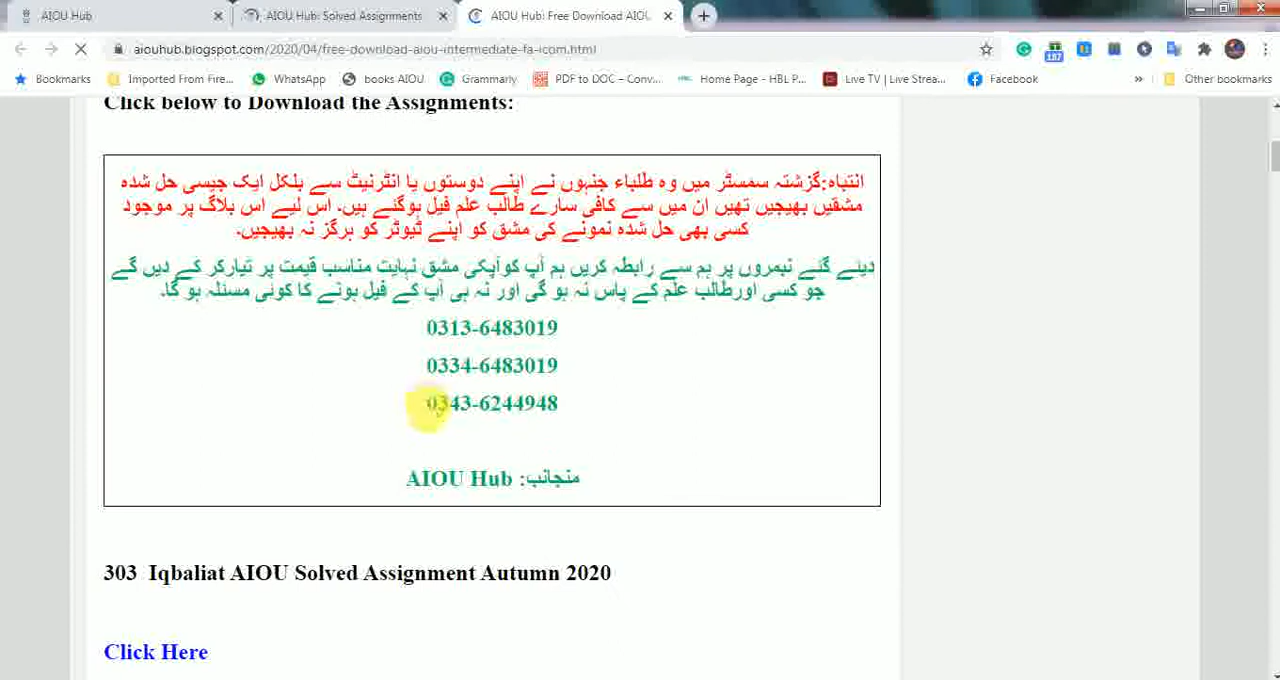 AIOU Hub
AIOU Hub: Solved Assignments
AIOU Hub: Free Download AIOU
aiouhub.blogspot.com/2020/04/free-download-aiou-intermediate-fa-icom.html
187
Bookmarks
Imported From Fire...
WhatsApp
books AIOU
Grammarly
PDF to DOC – Conv...
Home Page - HBL P...
Live TV | Live Strea...
Facebook
»
Other bookmarks
Click below to Download the Assignments:
انتباہ:گزشتہ سمسٹر میں وہ طلباء جنہوں نے اپنے دوستوں یا انٹرنیٹ سے بلکل ایک جیسی حل شدہ
مشقیں بھیجیں تھیں ان میں سے کافی سارے طالب علم فیل ہوگئے ہیں۔ اس لیے اس بلاگ پر موجود
کسی بھی حل شدہ نمونے کی مشق کو اپنے ٹیوٹر کو ہرگز نہ بھیجیں۔
دیئے گئے نبمروں پر ہم سے رابطہ کریں ہم آپ کوآپکی مشق نہایت مناسب قیمت پر تیارکر کے دیں گے
جو کسی اورطالب علم کے پاس نہ ہو گی اور نہ ہی آپ کے فیل ہونے کا کوئی مسئلہ ہو گا۔
0313-6483019
0334-6483019
0343-6244948
منجانب: AIOU Hub
303 Iqbaliat AIOU Solved Assignment Autumn 2020
Click Here